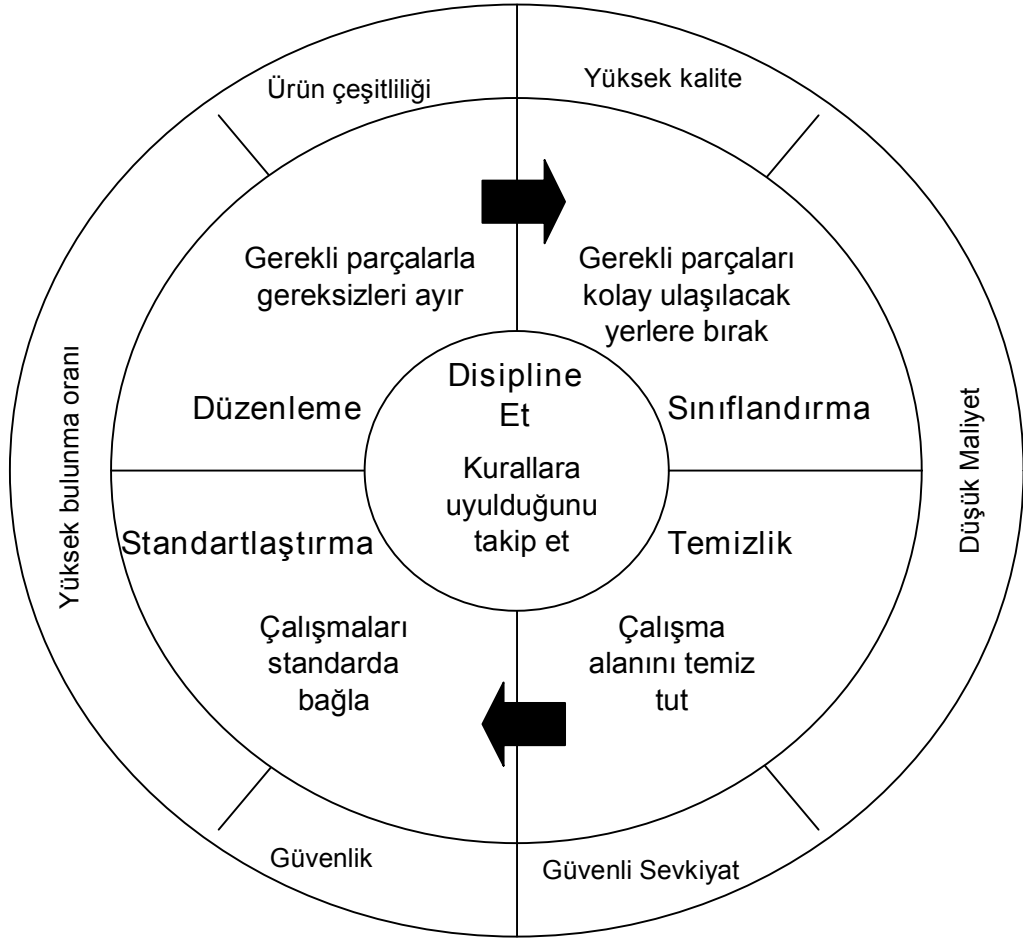 Ürün çeşitliliği
Yüksek kalite
Gerekli parçalarla
gereksizleri ayır
Gerekli parçaları
kolay ulaşılacak
yerlere bırak
Düzenleme
Disipline
Et
Sınıflandırma
Kurallara
uyulduğunu
takip et
Yüksek bulunma oranı
Düşük Maliyet
Standartlaştırma
Temizlik
Çalışmaları
standarda
bağla
Çalışma
alanını temiz
tut
Güvenlik
Güvenli Sevkiyat